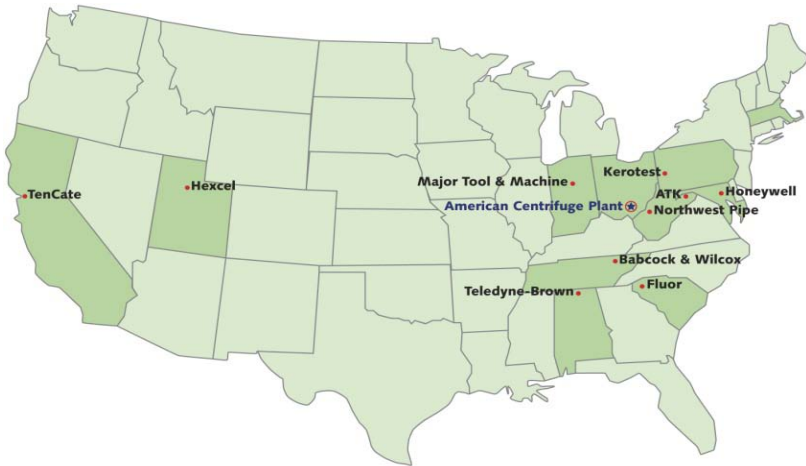 Kerotest
Major Tool & Machine
Hexcel
Honeywell
ATK
TenCate
American Centrifuge Plant
Northwest Pipe
Babcock & Wilcox
Fluor
Teledyne-Brown